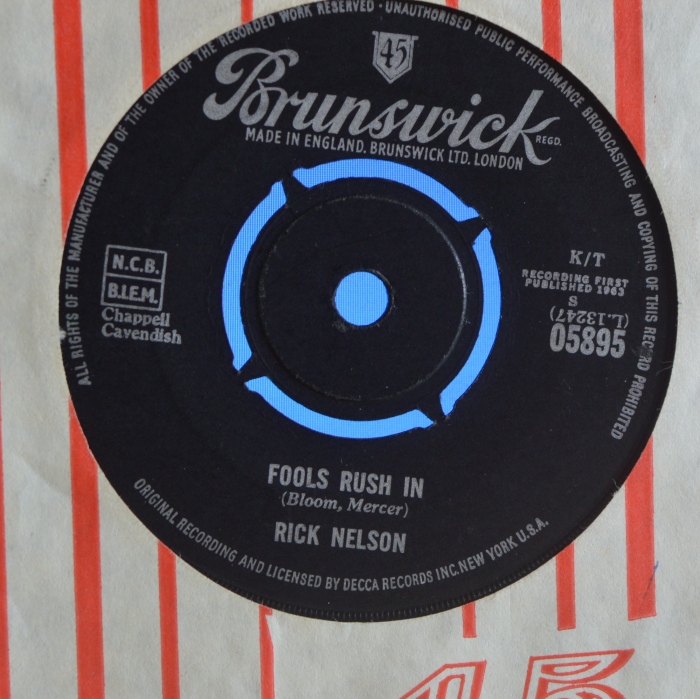 ALL RIGHTS OF THE MANUFACTURER AND OF THE OWNER OF THE RECORDED WORK RESERVED · UNAUTHORISED PUBLIC PERFORMANCE BROADCASTING AND COPYING OF THIS RECORD PROHIBITED
45
Brunswick
REGD.
MADE IN ENGLAND. BRUNSWICK LTD. LONDON
N.C.B.
B.I.E.M.
Chappell
Cavendish
K/T
RECORDING FIRST
PUBLISHED 1963
S
(L.13247)
05895
FOOLS RUSH IN
(Bloom, Mercer)
RICK NELSON
ORIGINAL RECORDING AND LICENSED BY DECCA RECORDS INC. NEW YORK U.S.A.
45